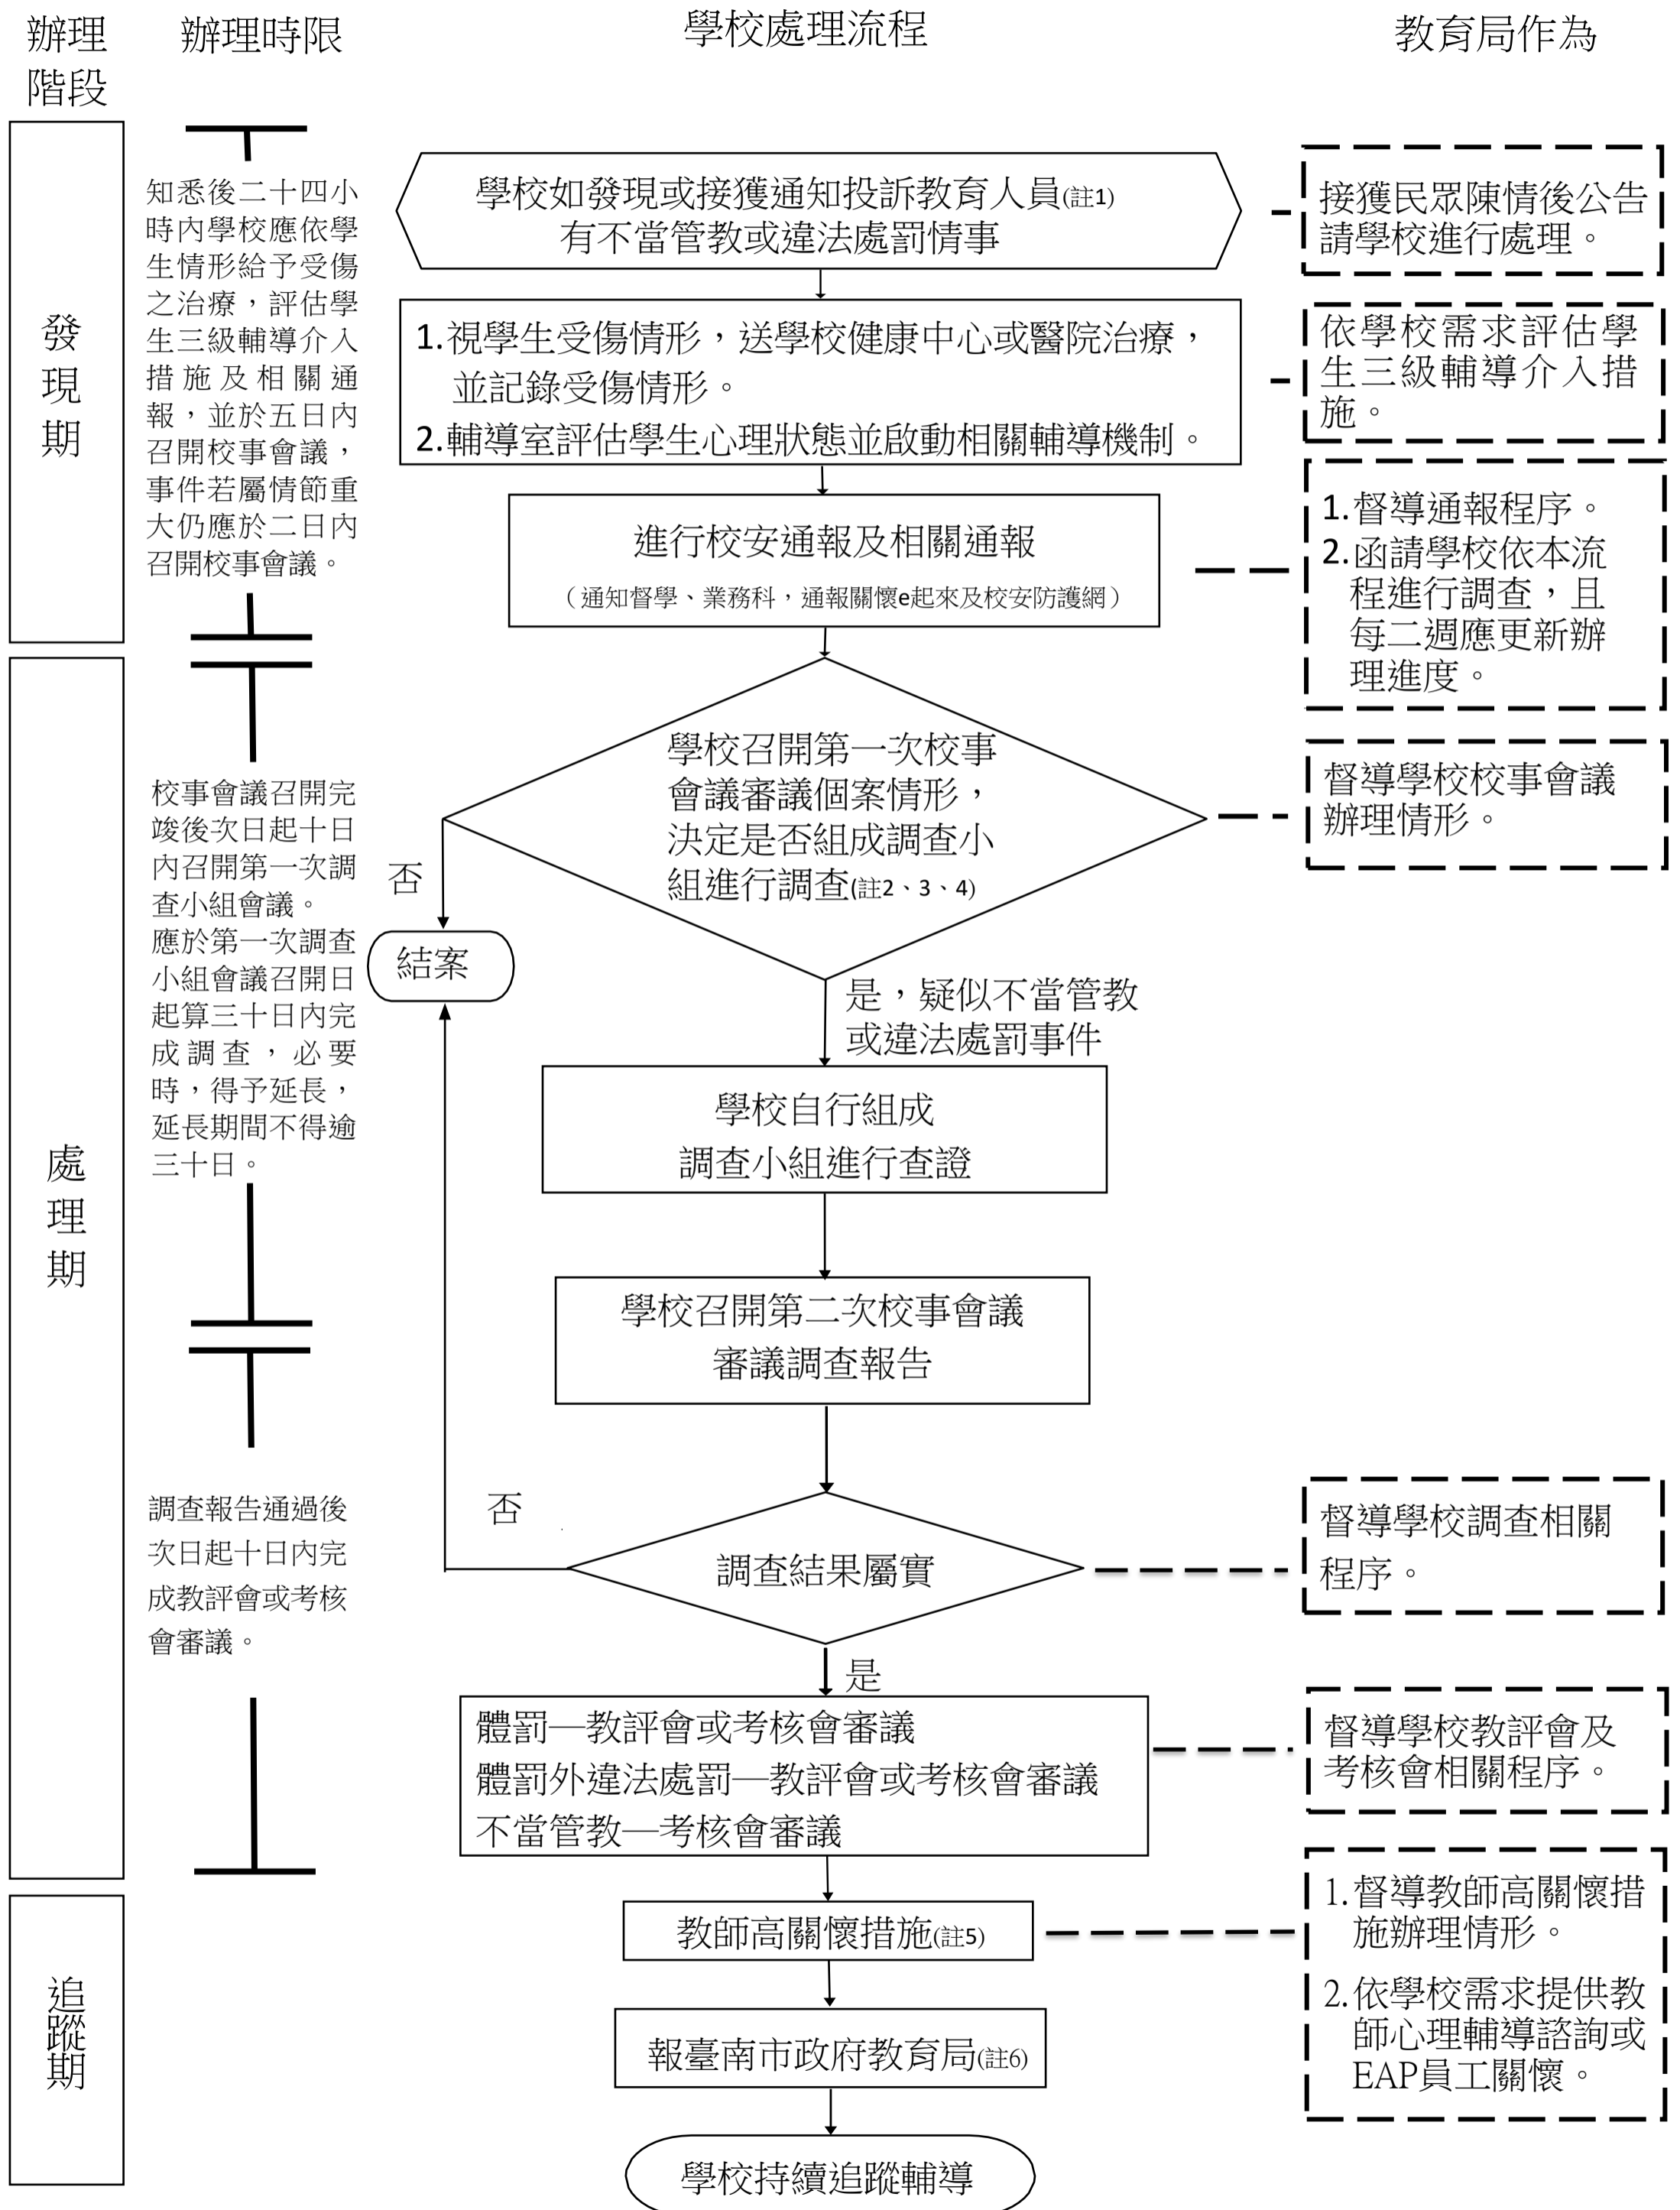 辦理
階段
辦理時限
學校處理流程
教育局作為
發
現
期
知悉後二十四小
時內學校應依學
生情形給予受傷
之治療，評估學
生三級輔導介入
措施及相關通
報，並於五日內
召開校事會議，
事件若屬情節重
大仍應於二日內
召開校事會議。
學校如發現或接獲通知投訴教育人員(註1)
有不當管教或違法處罰情事
接獲民眾陳情後公告
請學校進行處理。
1.視學生受傷情形，送學校健康中心或醫院治療，
並記錄受傷情形。
2.輔導室評估學生心理狀態並啟動相關輔導機制。
依學校需求評估學
生三級輔導介入措
施。
進行校安通報及相關通報
（通知督學、業務科，通報關懷e起來及校安防護網）
1.督導通報程序。
2.函請學校依本流
程進行調查，且
每二週應更新辦
理進度。
處
理
期
校事會議召開完
竣後次日起十日
內召開第一次調
查小組會議。
應於第一次調查
小組會議召開日
起算三十日內完
成調查，必要
時，得予延長，
延長期間不得逾
三十日。
學校召開第一次校事
會議審議個案情形，
決定是否組成調查小
組進行調查(註2、3、4)
督導學校校事會議
辦理情形。
否
結案
是，疑似不當管教
或違法處罰事件
學校自行組成
調查小組進行查證
學校召開第二次校事會議
審議調查報告
調查報告通過後
次日起十日內完
成教評會或考核
會審議。
否
調查結果屬實
督導學校調查相關
程序。
是
體罰—教評會或考核會審議
體罰外違法處罰—教評會或考核會審議
不當管教—考核會審議
督導學校教評會及
考核會相關程序。
追
蹤
期
教師高關懷措施(註5)
1.督導教師高關懷措
施辦理情形。
2.依學校需求提供教
師心理輔導諮詢或
EAP員工關懷。
報臺南市政府教育局(註6)
學校持續追蹤輔導